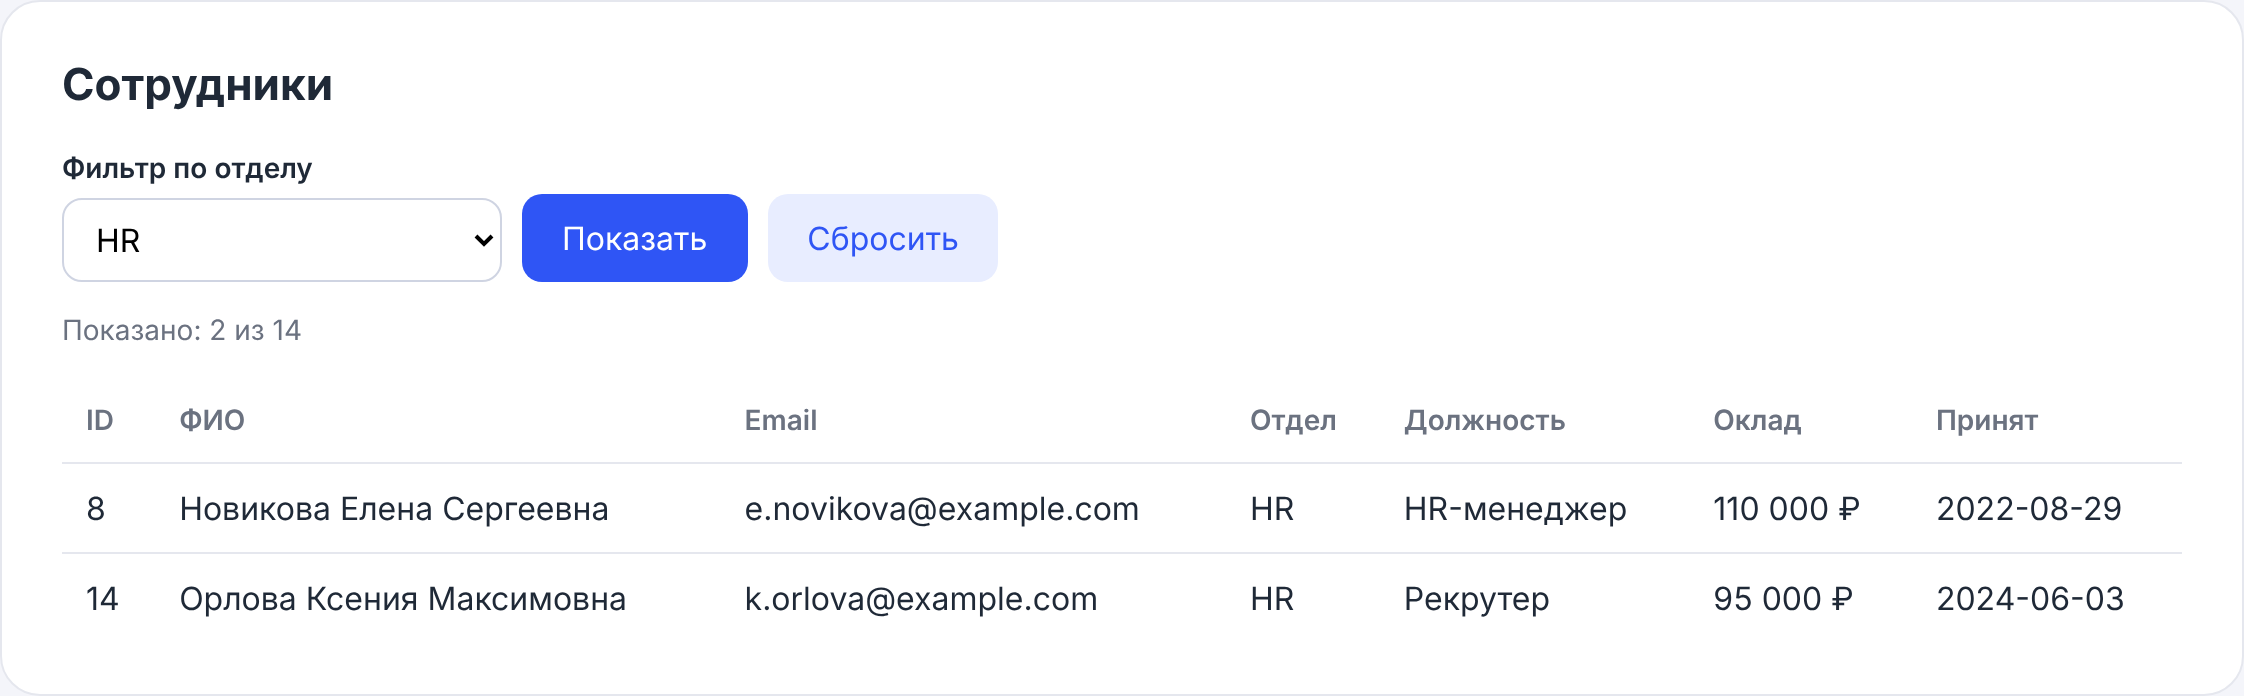 Сотрудники
Фильтр по отделу
HR Показать Сбросить
Показано: 2 из 14
ID ФИО Email Отдел Должность Оклад Принят
8 Новикова Елена Сергеевна e.novikova@example.com HR HR-менеджер 110 000 ₽ 2022-08-29
14 Орлова Ксения Максимовна k.orlova@example.com HR Рекрутер 95 000 ₽ 2024-06-03